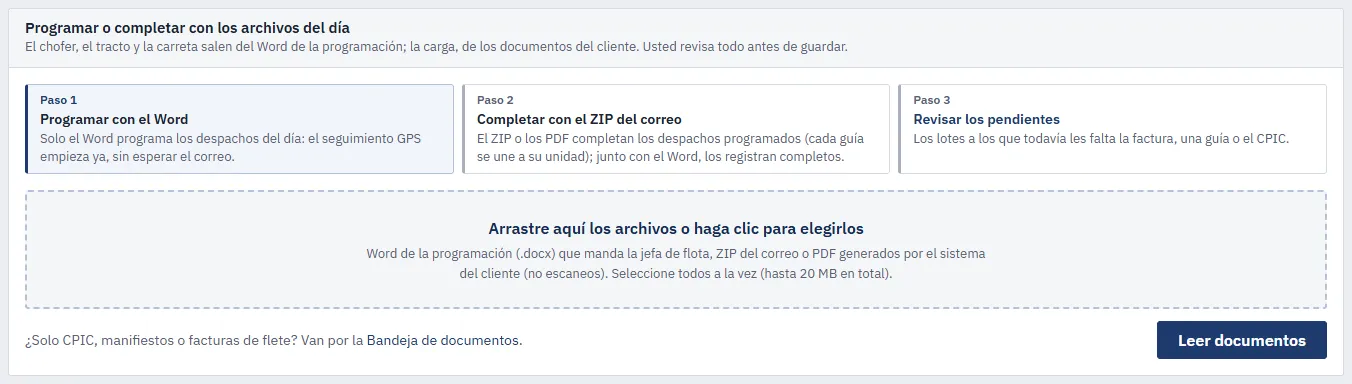 Programar o completar con los archivos del día
El chofer, el tracto y la carreta salen del Word de la programación; la carga, de los documentos del cliente. Usted revisa todo antes de guardar.
Paso 1
Programar con el Word
Solo el Word programa los despachos del día: el seguimiento GPS
empieza ya, sin esperar el correo.
Paso 2
Completar con el ZIP del correo
El ZIP o los PDF completan los despachos programados (cada guía
se une a su unidad); junto con el Word, los registran completos.
Paso 3
Revisar los pendientes
Los lotes a los que todavía les falta la factura, una guía o el CPIC.
Arrastre aquí los archivos o haga clic para elegirlos
Word de la programación (.docx) que manda la jefa de flota, ZIP del correo o PDF generados por el sistema
del cliente (no escaneos). Seleccione todos a la vez (hasta 20 MB en total).
¿Solo CPIC, manifiestos o facturas de flete? Van por la Bandeja de documentos.
Leer documentos